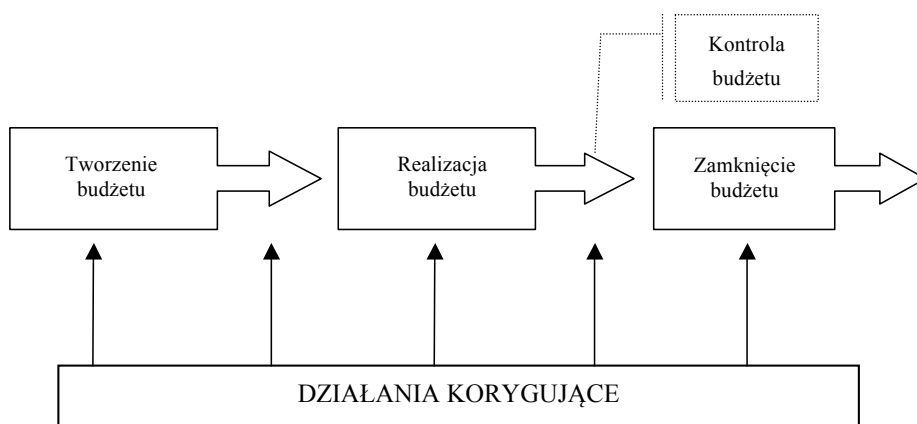 Kontrola
budżetu
Tworzenie
budżetu
Realizacja
budżetu
Zamknięcie
budżetu
DZIAŁANIA KORYGUJĄCE